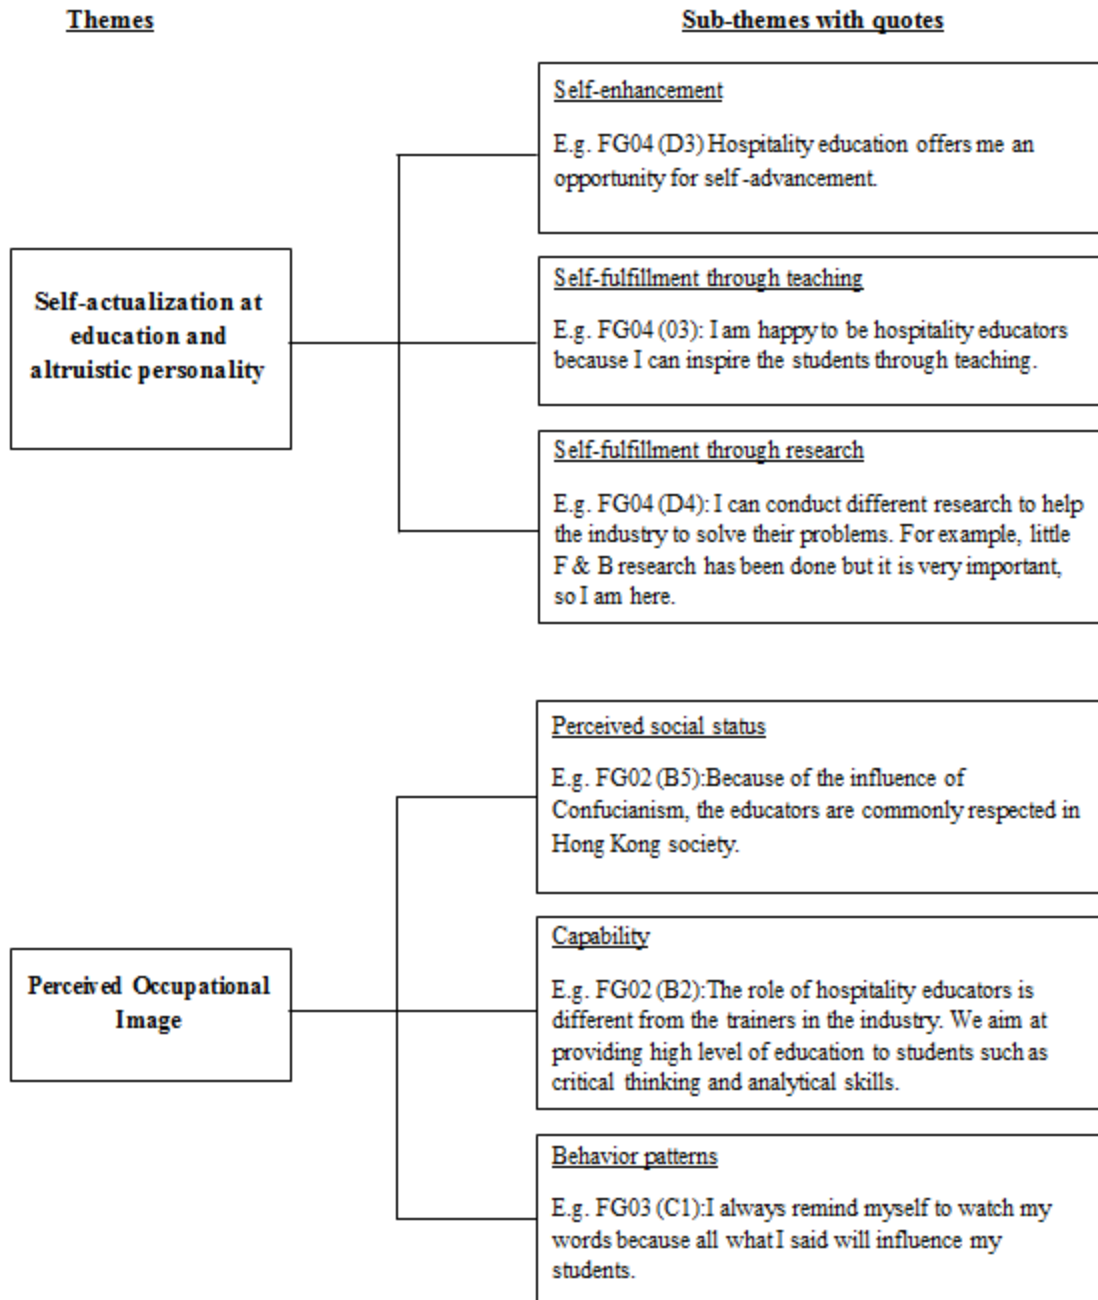 Themes
Sub-themes with quotes
Self-enhancement
E.g. FG04 (D3) Hospitality education offers me an
opportunity for self-advancement.
Self-actualization at
education and
altruistic personality
Self-fulfillment through teaching
E.g. FG04 (03): I am happy to be hospitality educators
because I can inspire the students through teaching.
Self-fulfillment through research
E.g. FG04 (D4): I can conduct different research to help
the industry to solve their problems. For example, little
F & B research has been done but it is very important,
so I am here.
Perceived social status
E.g. FG02 (B5):Because of the influence of
Confucianism, the educators are commonly respected in
Hong Kong society.
Perceived Occupational
Image
Capability
E.g. FG02 (B2):The role of hospitality educators is
different from the trainers in the industry. We aim at
providing high level of education to students such as
critical thinking and analytical skills.
Behavior patterns
E.g. FG03 (C1):I always remind myself to watch my
words because all what I said will influence my
students.